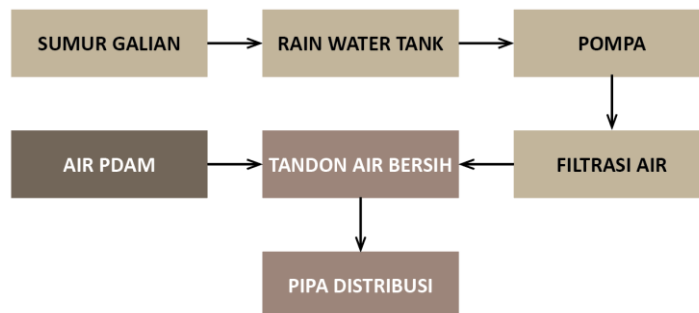 SUMUR GALIAN
RAIN WATER TANK
POMPA
AIR PDAM
TANDON AIR BERSIH
FILTRASI AIR
PIPA DISTRIBUSI